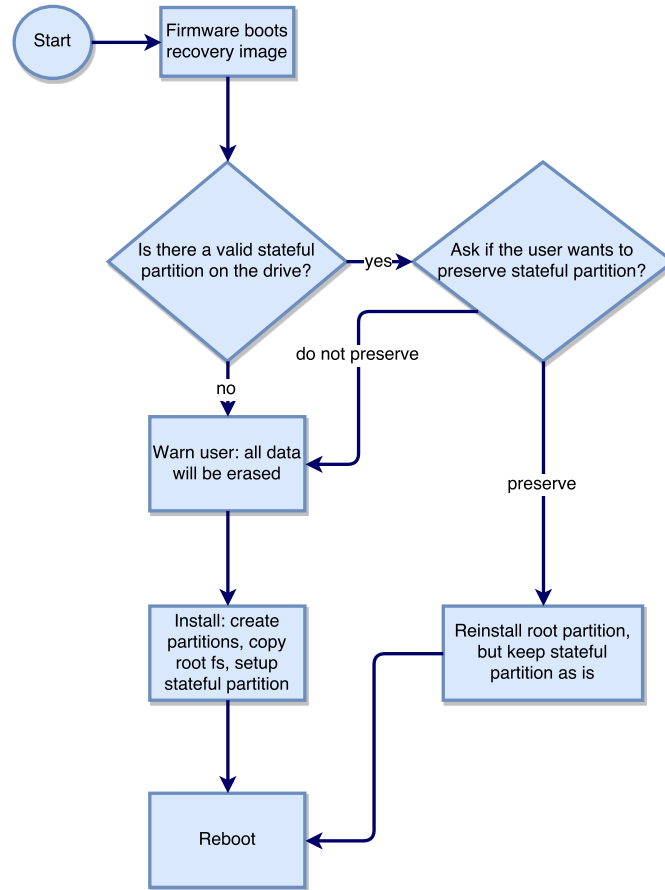 Start
Firmware boots
recovery image
Is there a valid stateful
partition on the drive?
yes
Ask if the user wants to
preserve stateful partition?
do not preserve
no
Warn user: all data
will be erased
preserve
Install: create
partitions, copy
root fs, setup
stateful partition
Reinstall root partition,
but keep stateful
partition as is
Reboot